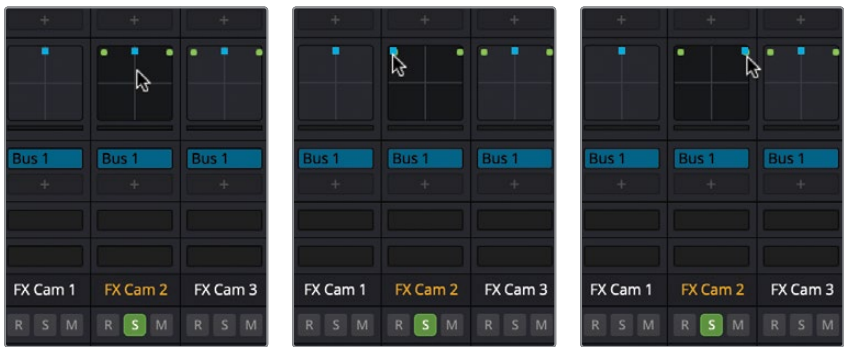 + + +
Bus 1 Bus 1 Bus 1
+ + +
FX Cam 1 FX Cam 2 FX Cam 3
R S M R S M R S M
+ + +
Bus 1 Bus 1 Bus 1
+ + +
FX Cam 1 FX Cam 2 FX Cam 3
R S M R S M R S M
+ + +
Bus 1 Bus 1 Bus 1
+ + +
FX Cam 1 FX Cam 2 FX Cam 3
R S M R S M R S M